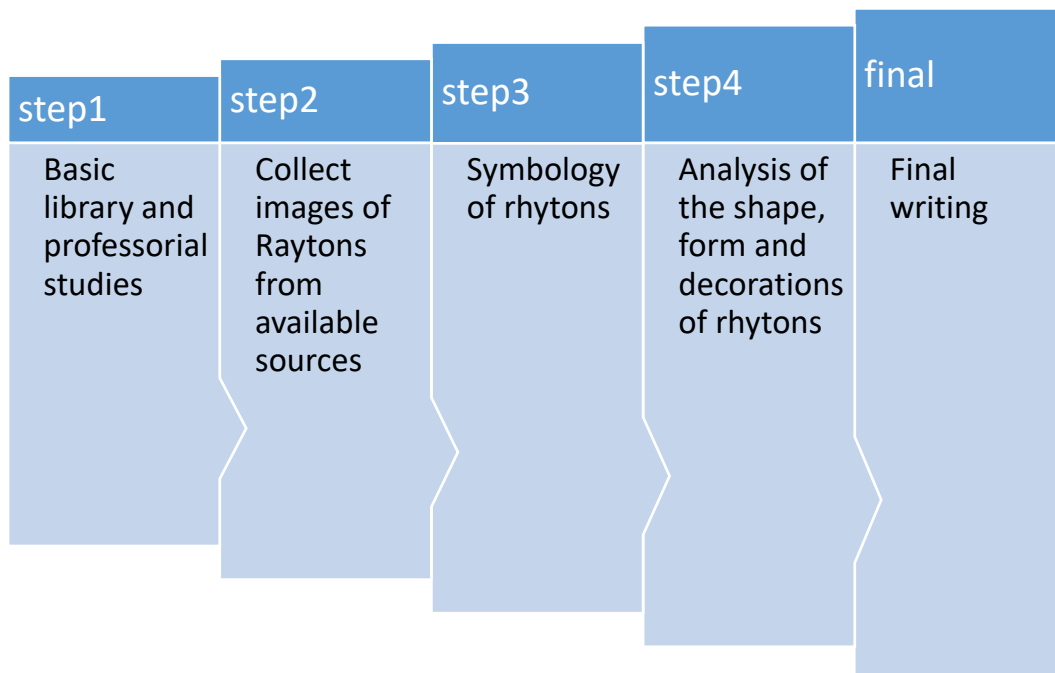 step1
Basic
library and
professorial
studies
step2
Collect
images of
Raytons
from
available
sources
step3
Symbology
of rhytons
step4
Analysis of
the shape,
form and
decorations
of rhytons
final
Final
writing